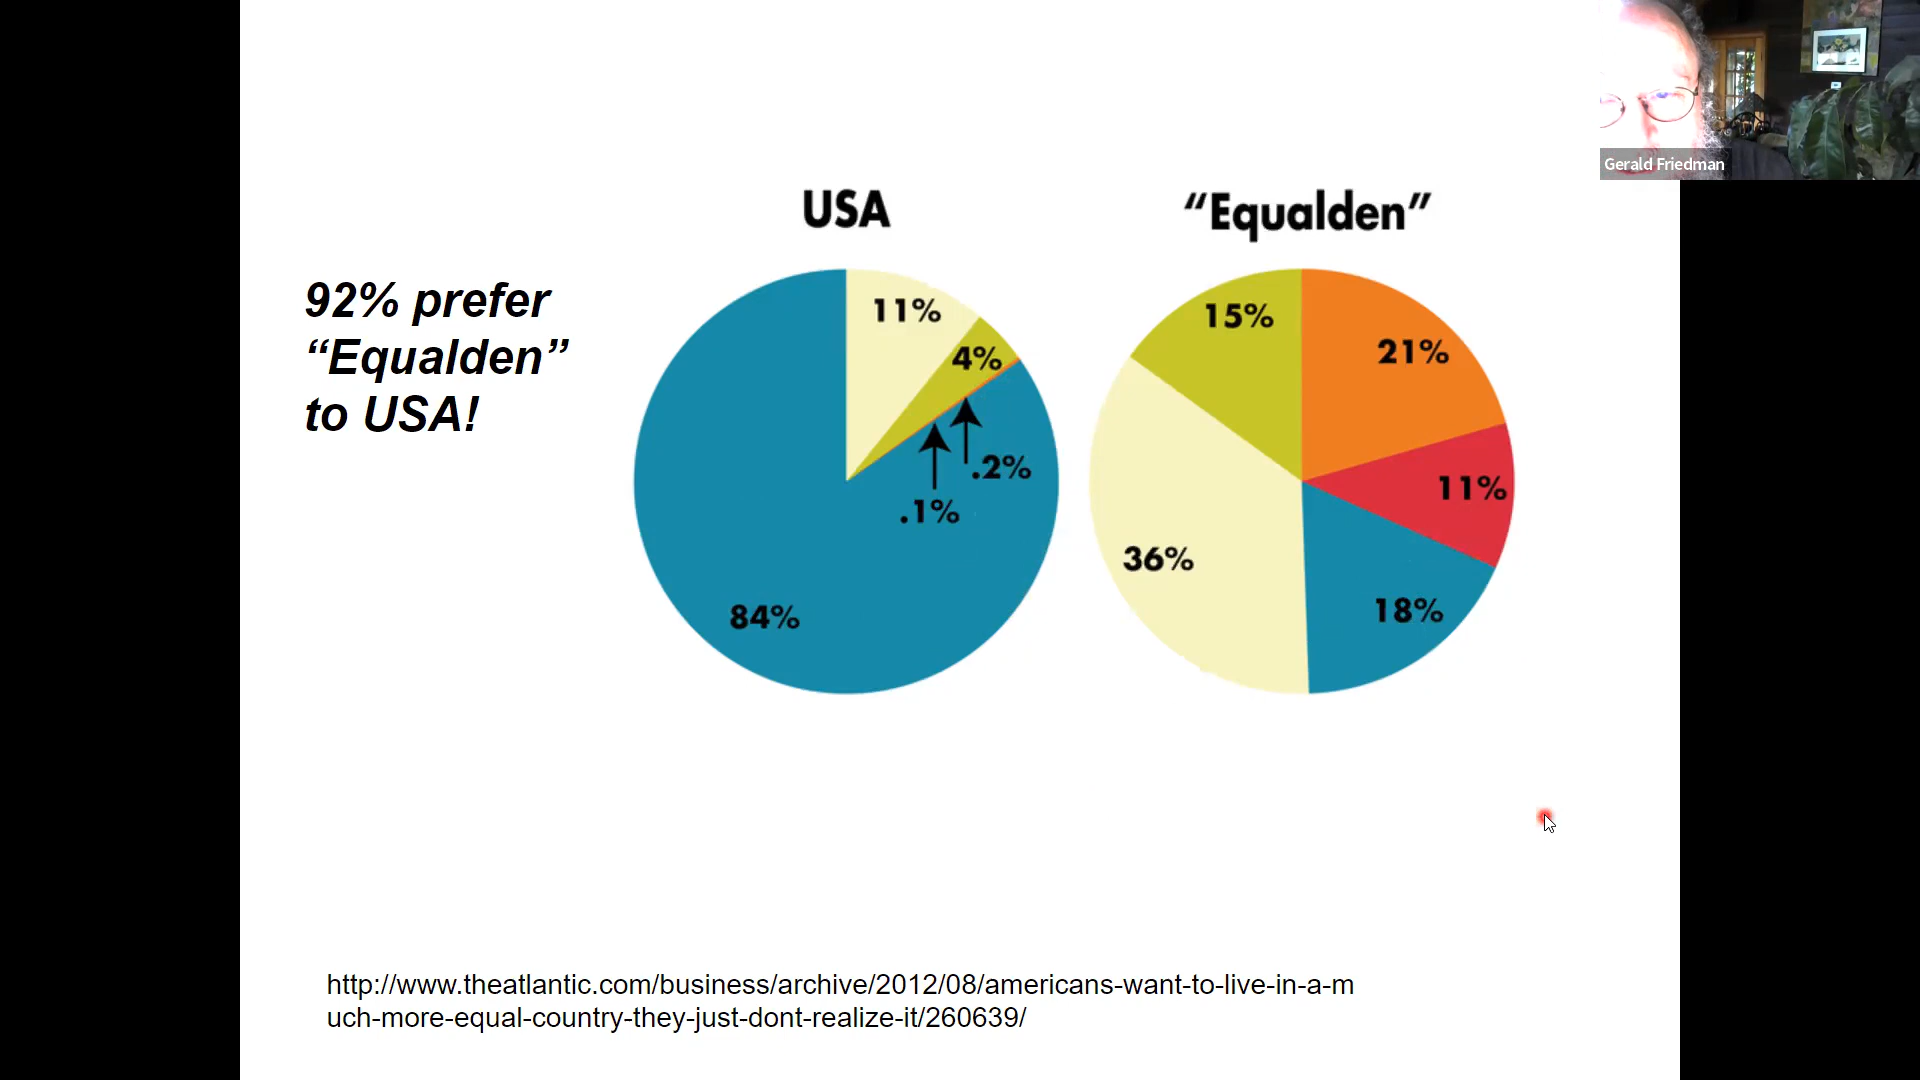 Gerald Friedman
USA
“Equalden”
92% prefer
“Equalden”
to USA!
11%
4%
.2%
.1%
84%
15%
21%
11%
36%
18%
http://www.theatlantic.com/business/archive/2012/08/americans-want-to-live-in-a-m
uch-more-equal-country-they-just-dont-realize-it/260639/